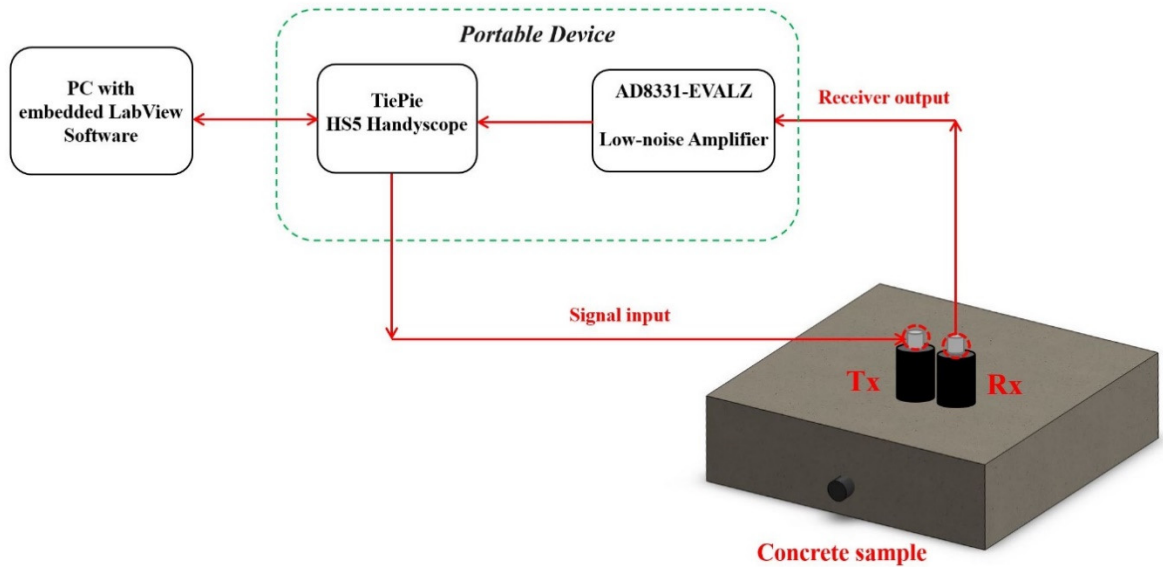 Portable Device
PC with
embedded LabView
Software
TiePie
HS5 Handyscope
AD8331-EVALZ
Low-noise Amplifier
Receiver output
Signal input
Tx
Rx
Concrete sample